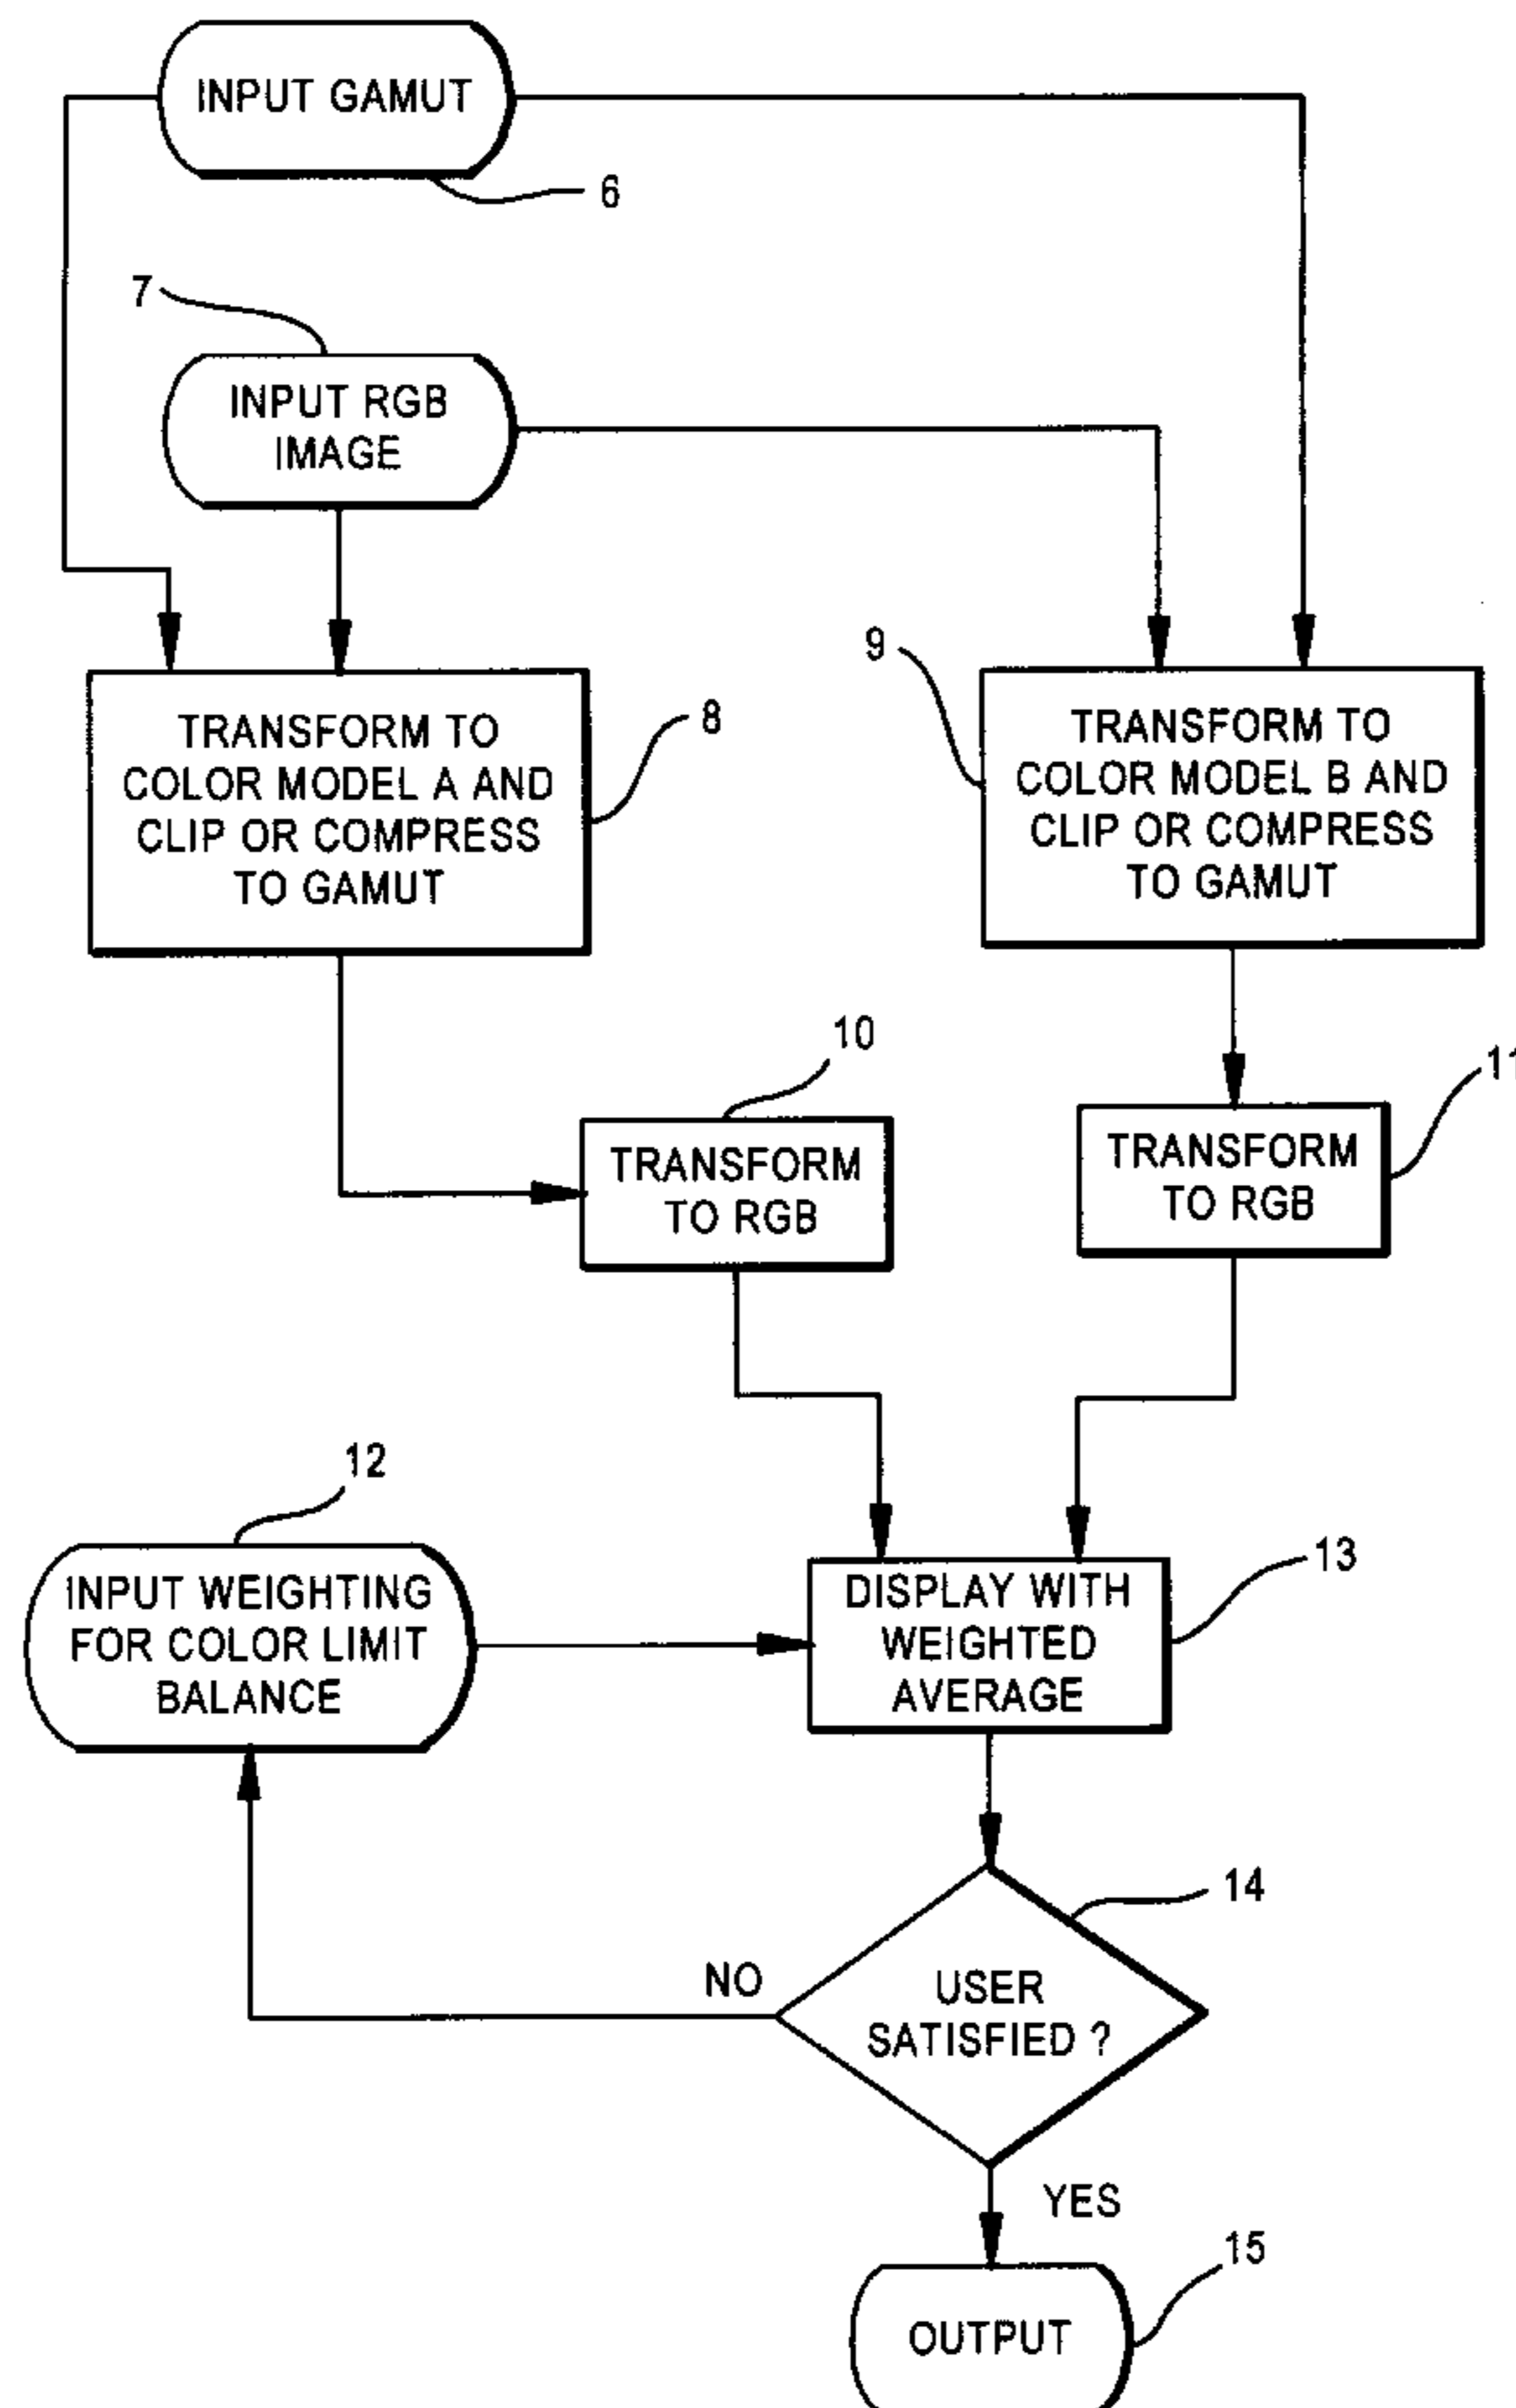 INPUT GAMUT
6
7
INPUT RGB
IMAGE
8
TRANSFORM TO
COLOR MODEL A AND
CLIP OR COMPRESS
TO GAMUT
9
TRANSFORM TO
COLOR MODEL B AND
CLIP OR COMPRESS
TO GAMUT
10
TRANSFORM
TO RGB
11
TRANSFORM
TO RGB
12
INPUT WEIGHTING
FOR COLOR LIMIT
BALANCE
13
DISPLAY WITH
WEIGHTED
AVERAGE
14
NO
USER
SATISFIED ?
YES
15
OUTPUT